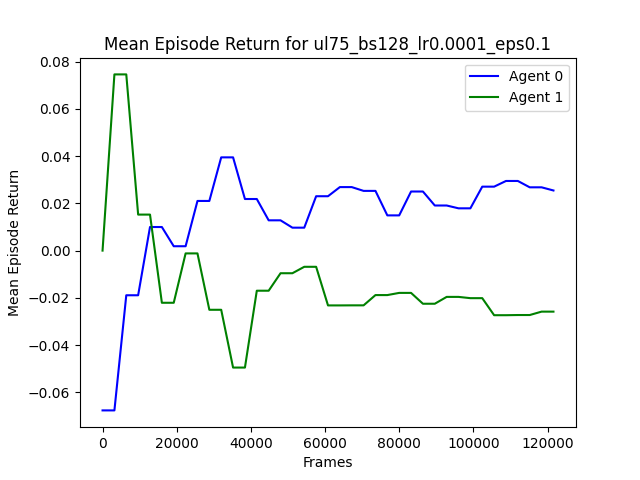 Mean Episode Return for ul75_bs128_lr0.0001_eps0.1
Agent 0
Agent 1
Mean Episode Return
0.08
0.06
0.04
0.02
0.00
−0.02
−0.04
−0.06
0 20000 40000 60000 80000 100000 120000
Frames